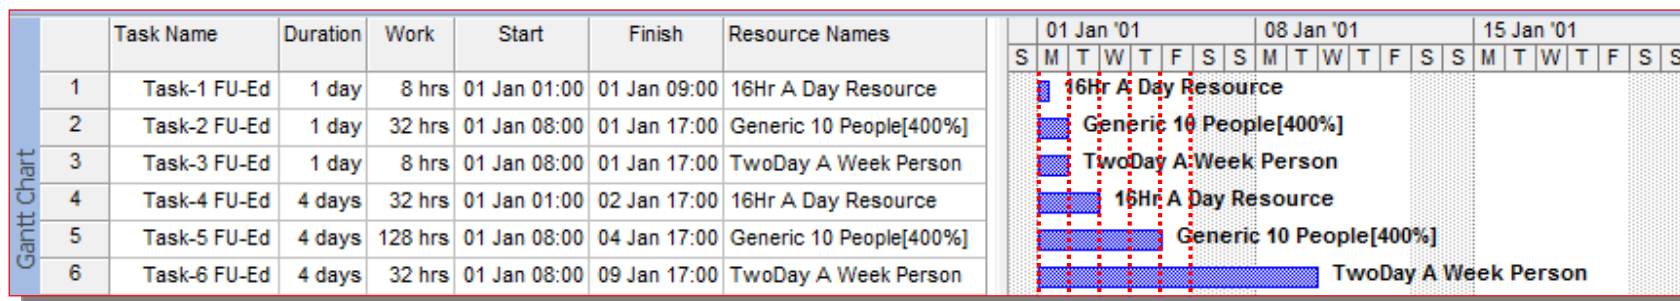 Task Name Duration Work Start Finish Resource Names 01 Jan '01 08 Jan '01 15 Jan '01
S M T W T F S S M T W T F S S M T W T F S S
1 Task-1 FU-Ed 1 day 8 hrs 01 Jan 01:00 01 Jan 09:00 16Hr A Day Resource 16Hr A Day Resource
2 Task-2 FU-Ed 1 day 32 hrs 01 Jan 08:00 01 Jan 17:00 Generic 10 People[400%] Generic 10 People[400%]
3 Task-3 FU-Ed 1 day 8 hrs 01 Jan 08:00 01 Jan 17:00 TwoDay A Week Person TwoDay A Week Person
4 Task-4 FU-Ed 4 days 32 hrs 01 Jan 01:00 02 Jan 17:00 16Hr A Day Resource 16Hr A Day Resource
5 Task-5 FU-Ed 4 days 128 hrs 01 Jan 08:00 04 Jan 17:00 Generic 10 People[400%] Generic 10 People[400%]
6 Task-6 FU-Ed 4 days 32 hrs 01 Jan 08:00 09 Jan 17:00 TwoDay A Week Person TwoDay A Week Person
Gantt Chart